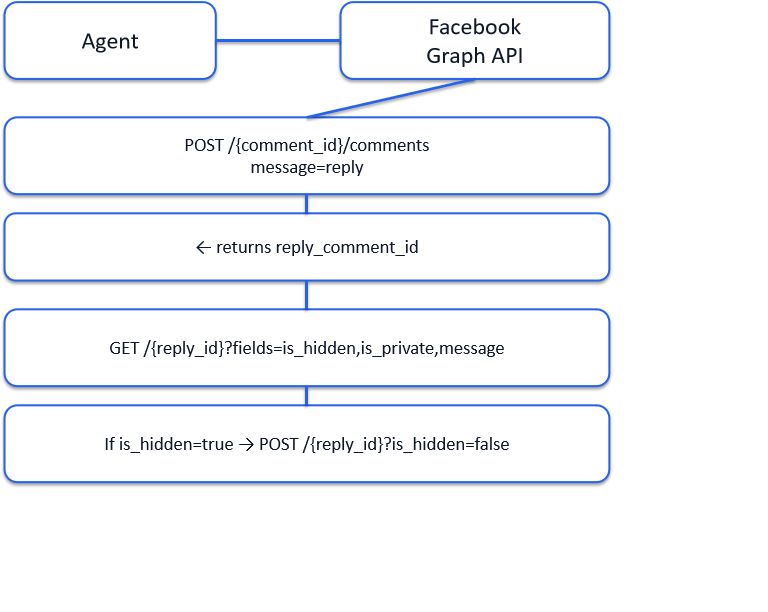 Agent
Facebook
Graph API
POST /{comment_id}/comments
message=reply
← returns reply_comment_id
GET /{reply_id}?fields=is_hidden,is_private,message
If is_hidden=true → POST /{reply_id}?is_hidden=false